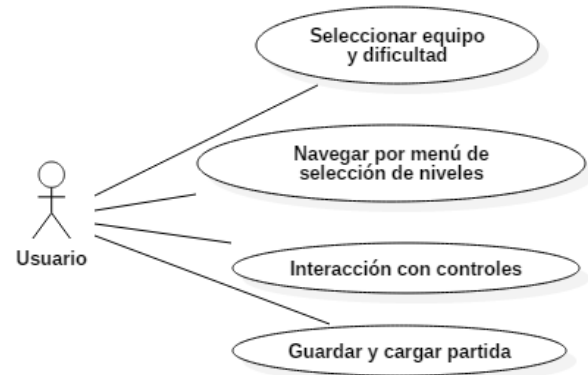 Seleccionar equipo
y dificultad
Navegar por menú de
selección de niveles
Usuario
Interacción con controles
Guardar y cargar partida